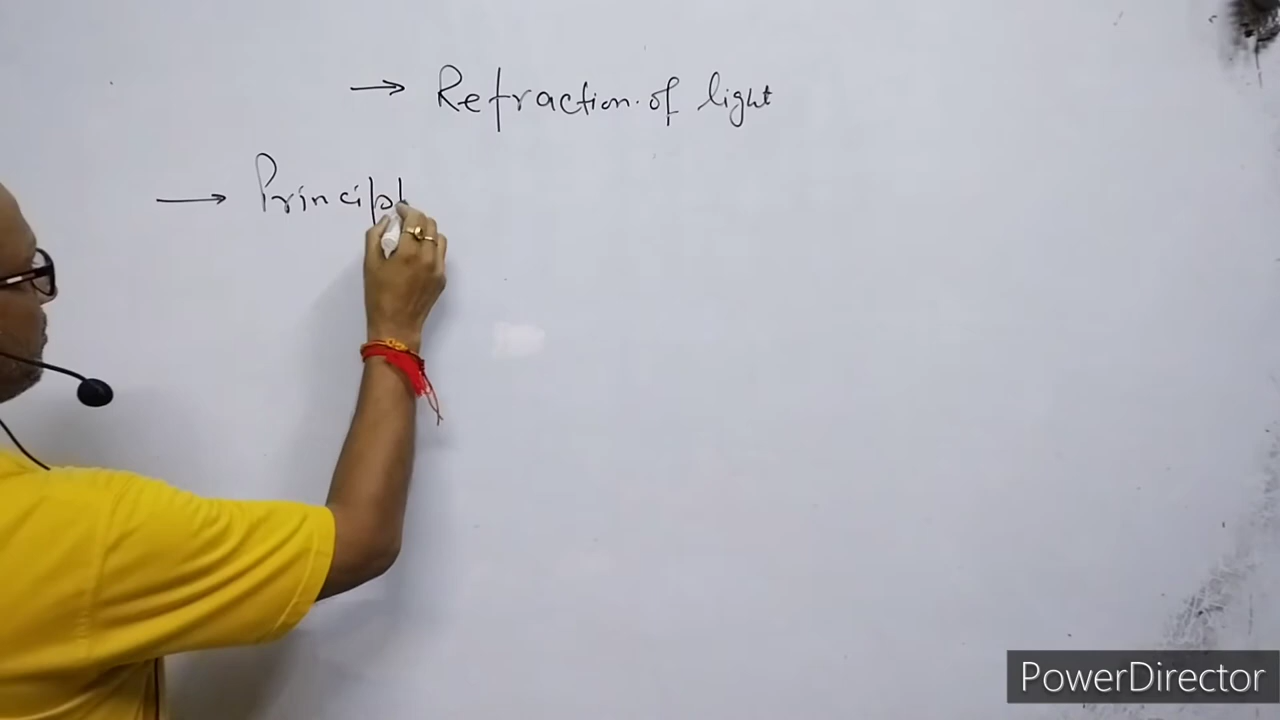 → Refraction of light
→ Principl
PowerDirector